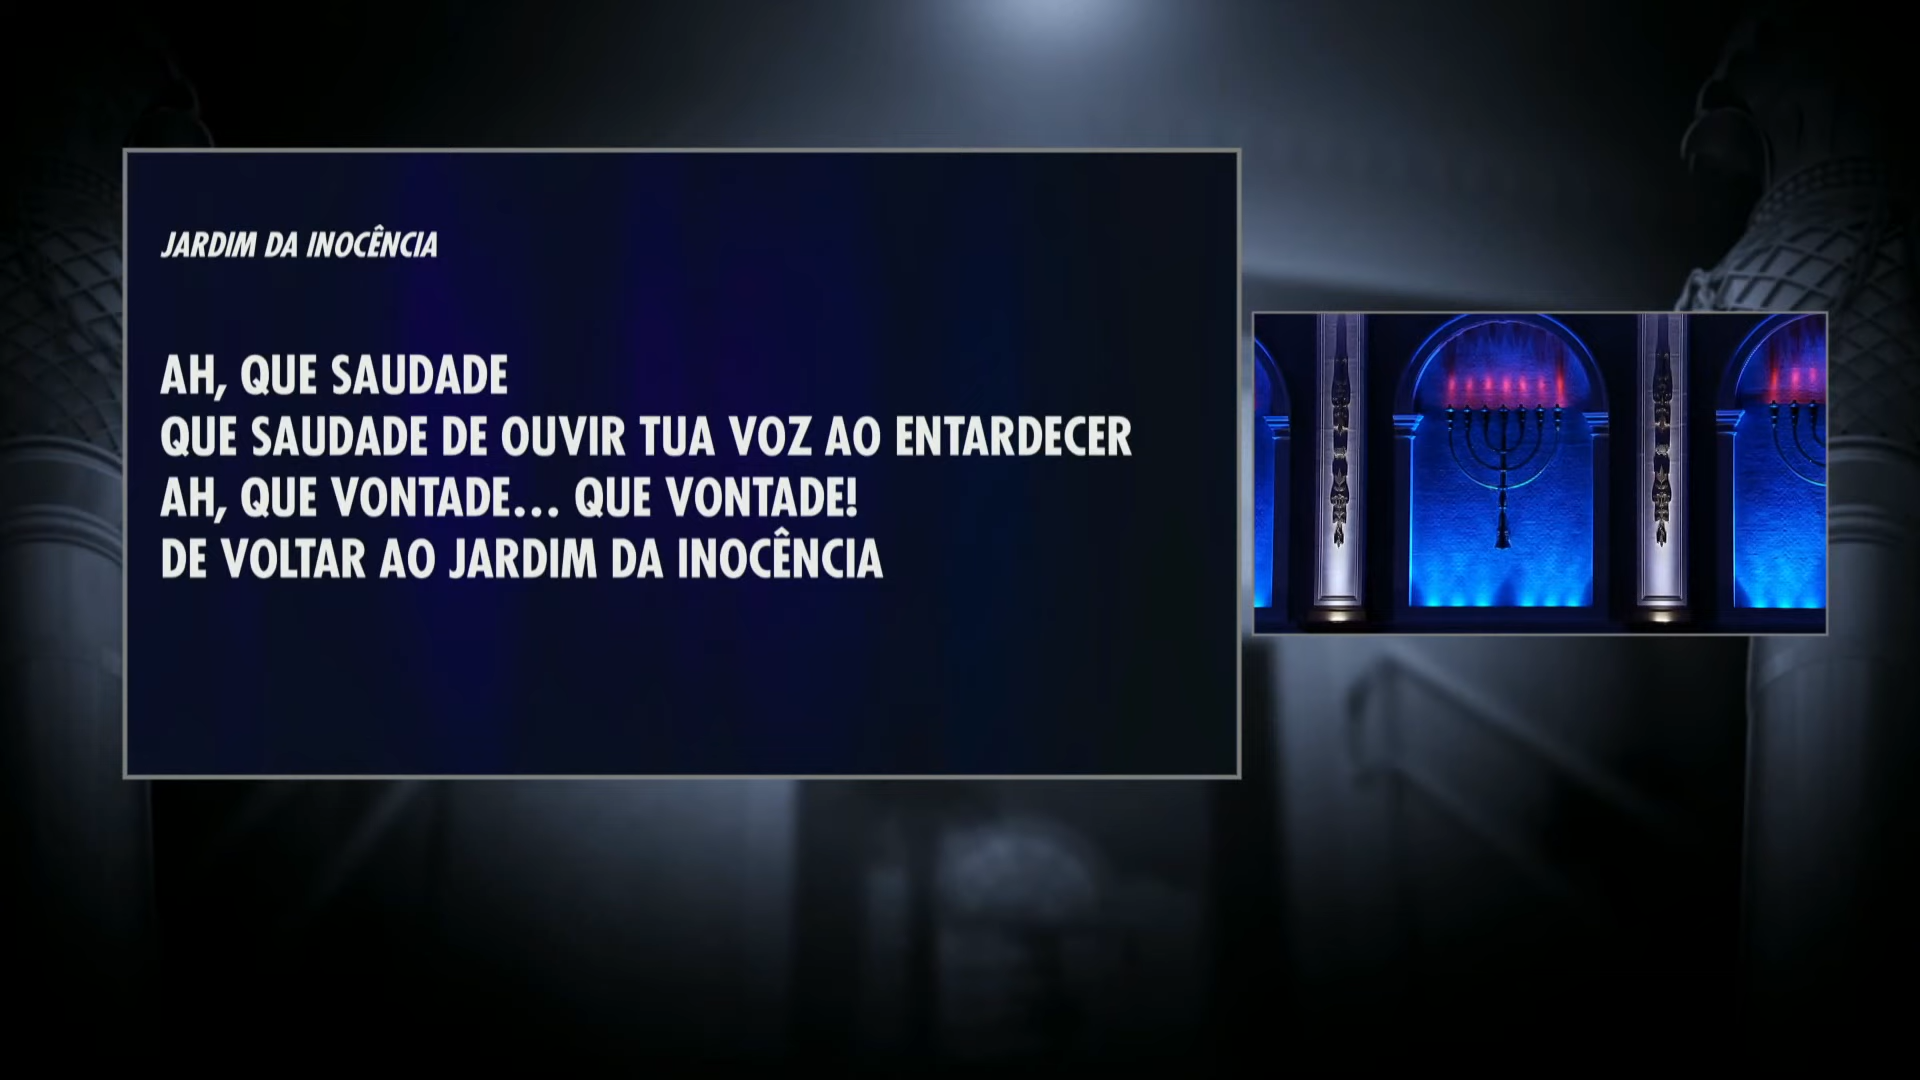 JARDIM DA INOCÊNCIA
AH, QUE SAUDADE
QUE SAUDADE DE OUVIR TUA VOZ AO ENTARDECER
AH, QUE VONTADE... QUE VONTADE!
DE VOLTAR AO JARDIM DA INOCÊNCIA